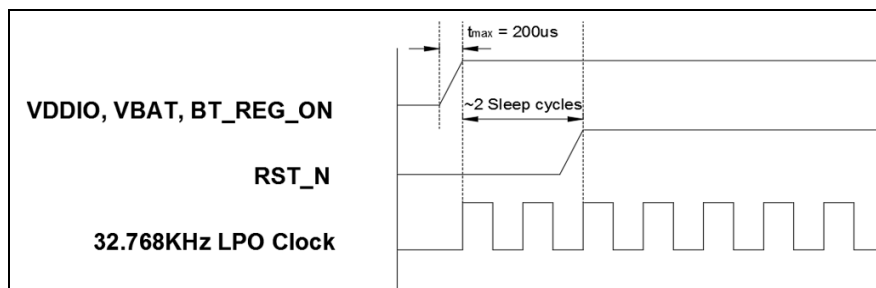 tmax = 200us
VDDIO, VBAT, BT_REG_ON
~2 Sleep cycles
RST_N
32.768KHz LPO Clock